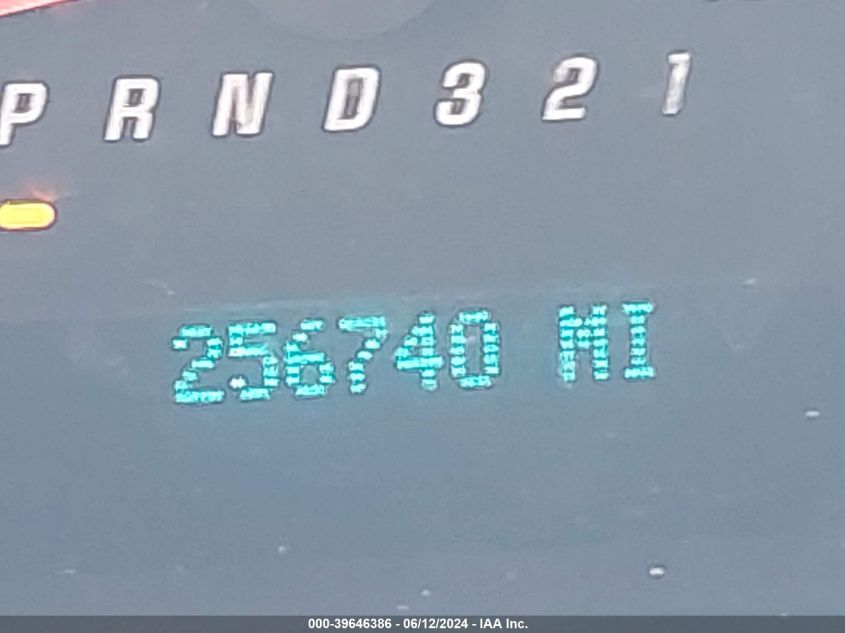 P R N D 3 2 1
256740 MI
000-39646386 - 06/12/2024 - IAA Inc.